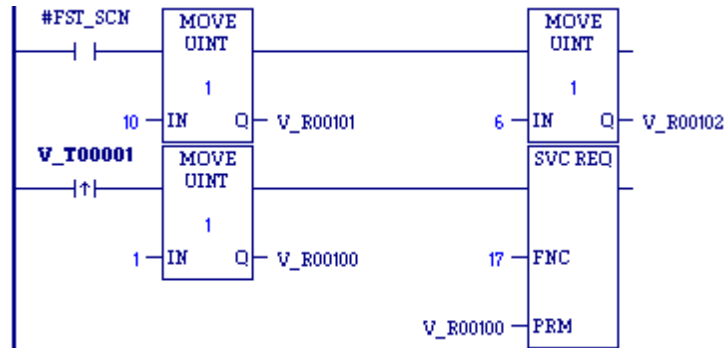 #FST_SCN
MOVE
UINT
1
10 IN Q V_R00101
MOVE
UINT
1
6 IN Q V_R00102
V_T00001
MOVE
UINT
1
1 IN Q V_R00100
SVC REQ
17 FNC
V_R00100 PRM